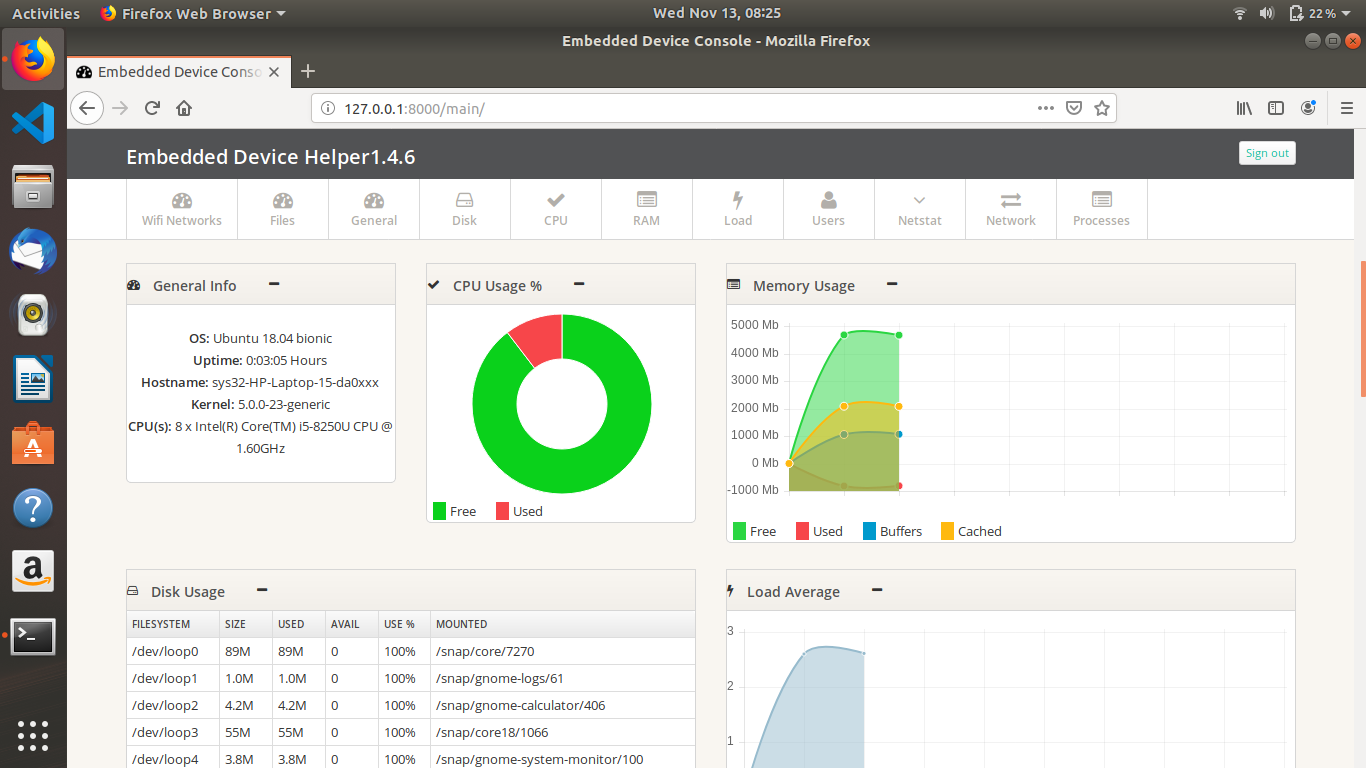 Activities Firefox Web Browser Wed Nov 13, 08:25 22%
Embedded Device Console - Mozilla Firefox
Embedded Device Conso
127.0.0.1:8000/main/
Embedded Device Helper1.4.6 Sign out
Wifi Networks Files General Disk CPU RAM Load Users Netstat Network Processes
General Info
OS: Ubuntu 18.04 bionic
Uptime: 0:03:05 Hours
Hostname: sys32-HP-Laptop-15-da0xxx
Kernel: 5.0.0-23-generic
CPU(s): 8 x Intel(R) Core(TM) i5-8250U CPU @
1.60GHz
CPU Usage %
Free Used
Memory Usage
5000 Mb
4000 Mb
3000 Mb
2000 Mb
1000 Mb
0 Mb
-1000 Mb
Free Used Buffers Cached
Disk Usage
FILESYSTEM SIZE USED AVAIL USE % MOUNTED
/dev/loop0 89M 89M 0 100% /snap/core/7270
/dev/loop1 1.0M 1.0M 0 100% /snap/gnome-logs/61
/dev/loop2 4.2M 4.2M 0 100% /snap/gnome-calculator/406
/dev/loop3 55M 55M 0 100% /snap/core18/1066
/dev/loop4 3.8M 3.8M 0 100% /snap/gnome-system-monitor/100
Load Average
3
2
1